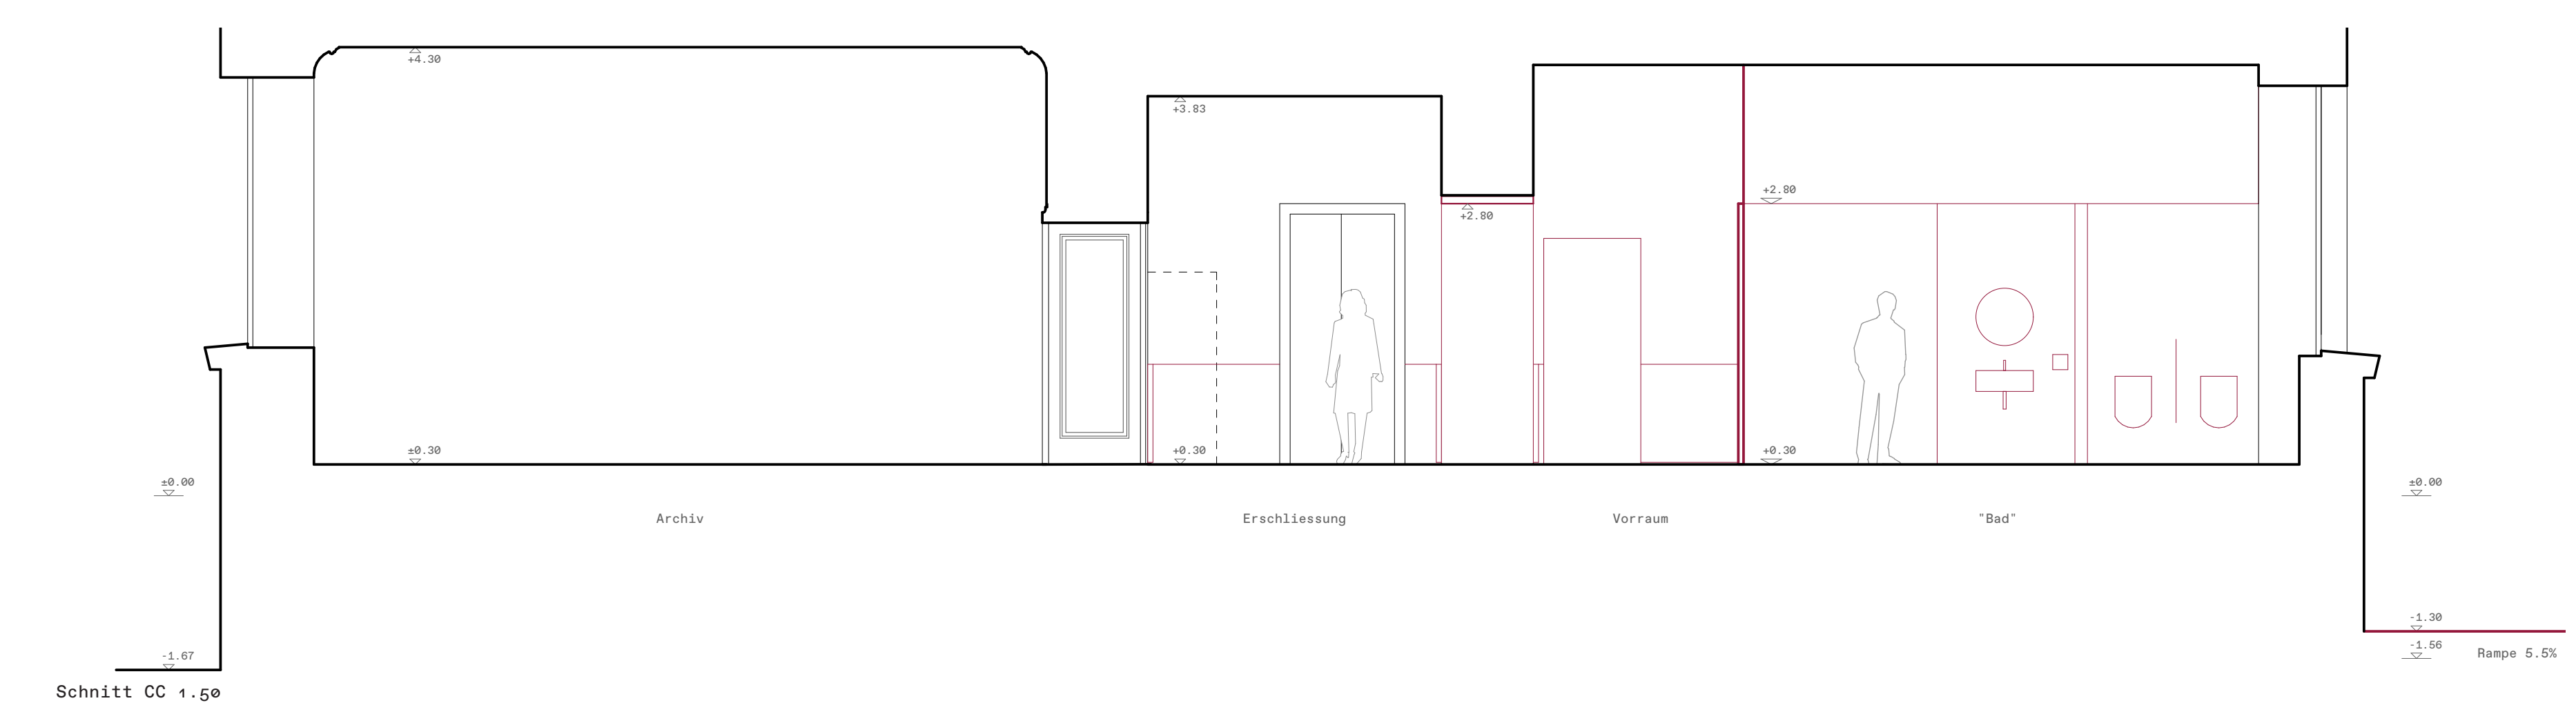 +4.30
+3.83
+2.80
+2.80
±0.30
+0.30
+0.30
±0.00
±0.00
Archiv
Erschliessung
Vorraum
"Bad"
-1.30
-1.56
Rampe 5.5%
-1.67
Schnitt CC 1.50